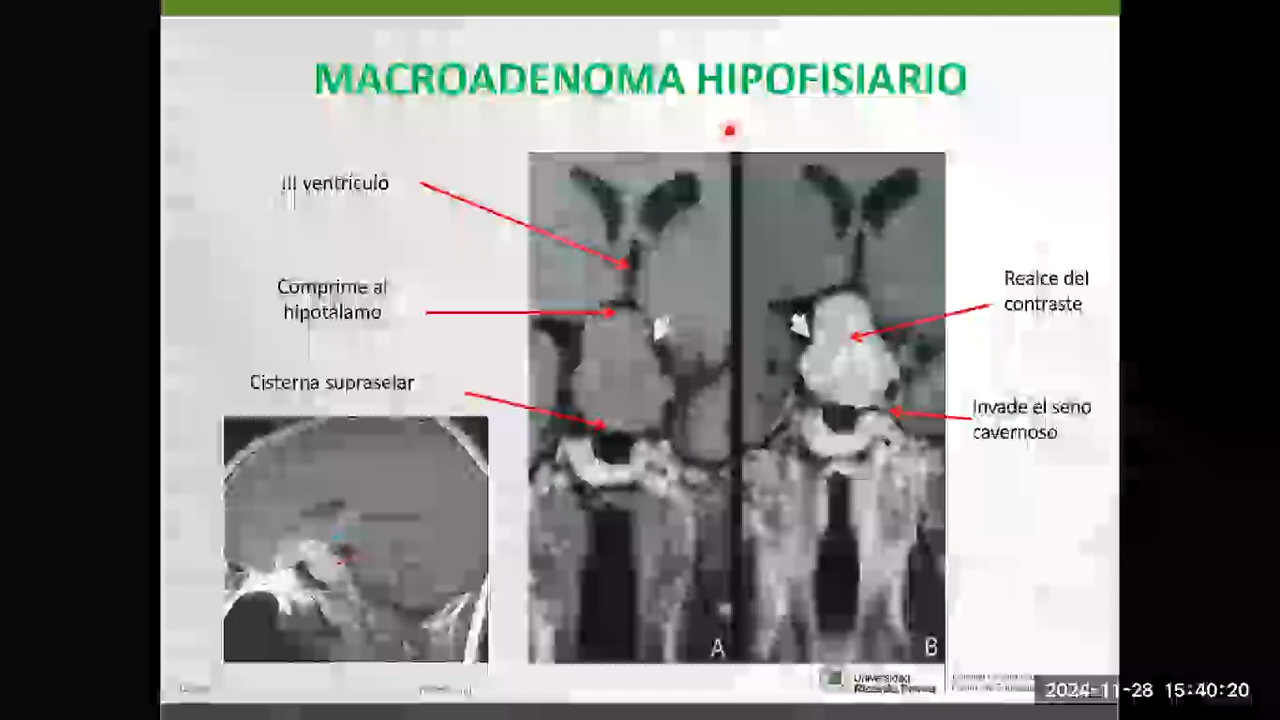 MACROADENOMA HIPOFISIARIO
III ventrículo
Comprime al
hipotálamo
Cisterna supraselar
Realce del
contraste
Invade el seno
cavernoso
A
B
Universidad
2024-11-28 15:40:20